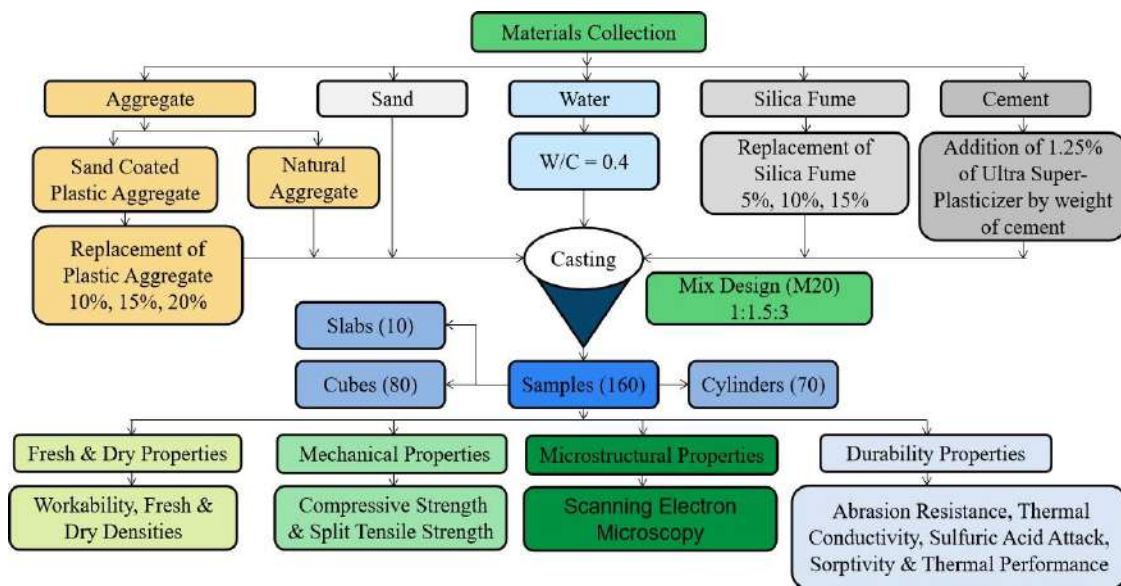 Materials Collection
Aggregate
Sand
Water
Silica Fume
Cement
Sand Coated
Plastic Aggregate
Natural
Aggregate
W/C = 0.4
Replacement of
Silica Fume
5%, 10%, 15%
Addition of 1.25%
of Ultra Super-
Plasticizer by weight
of cement
Replacement of
Plastic Aggregate
10%, 15%, 20%
Casting
Mix Design (M20)
1:1.5:3
Slabs (10)
Cubes (80)
Samples (160)
Cylinders (70)
Fresh & Dry Properties
Mechanical Properties
Microstructural Properties
Durability Properties
Workability, Fresh &
Dry Densities
Compressive Strength
& Split Tensile Strength
Scanning Electron
Microscopy
Abrasion Resistance, Thermal
Conductivity, Sulfuric Acid Attack,
Sorptivity & Thermal Performance